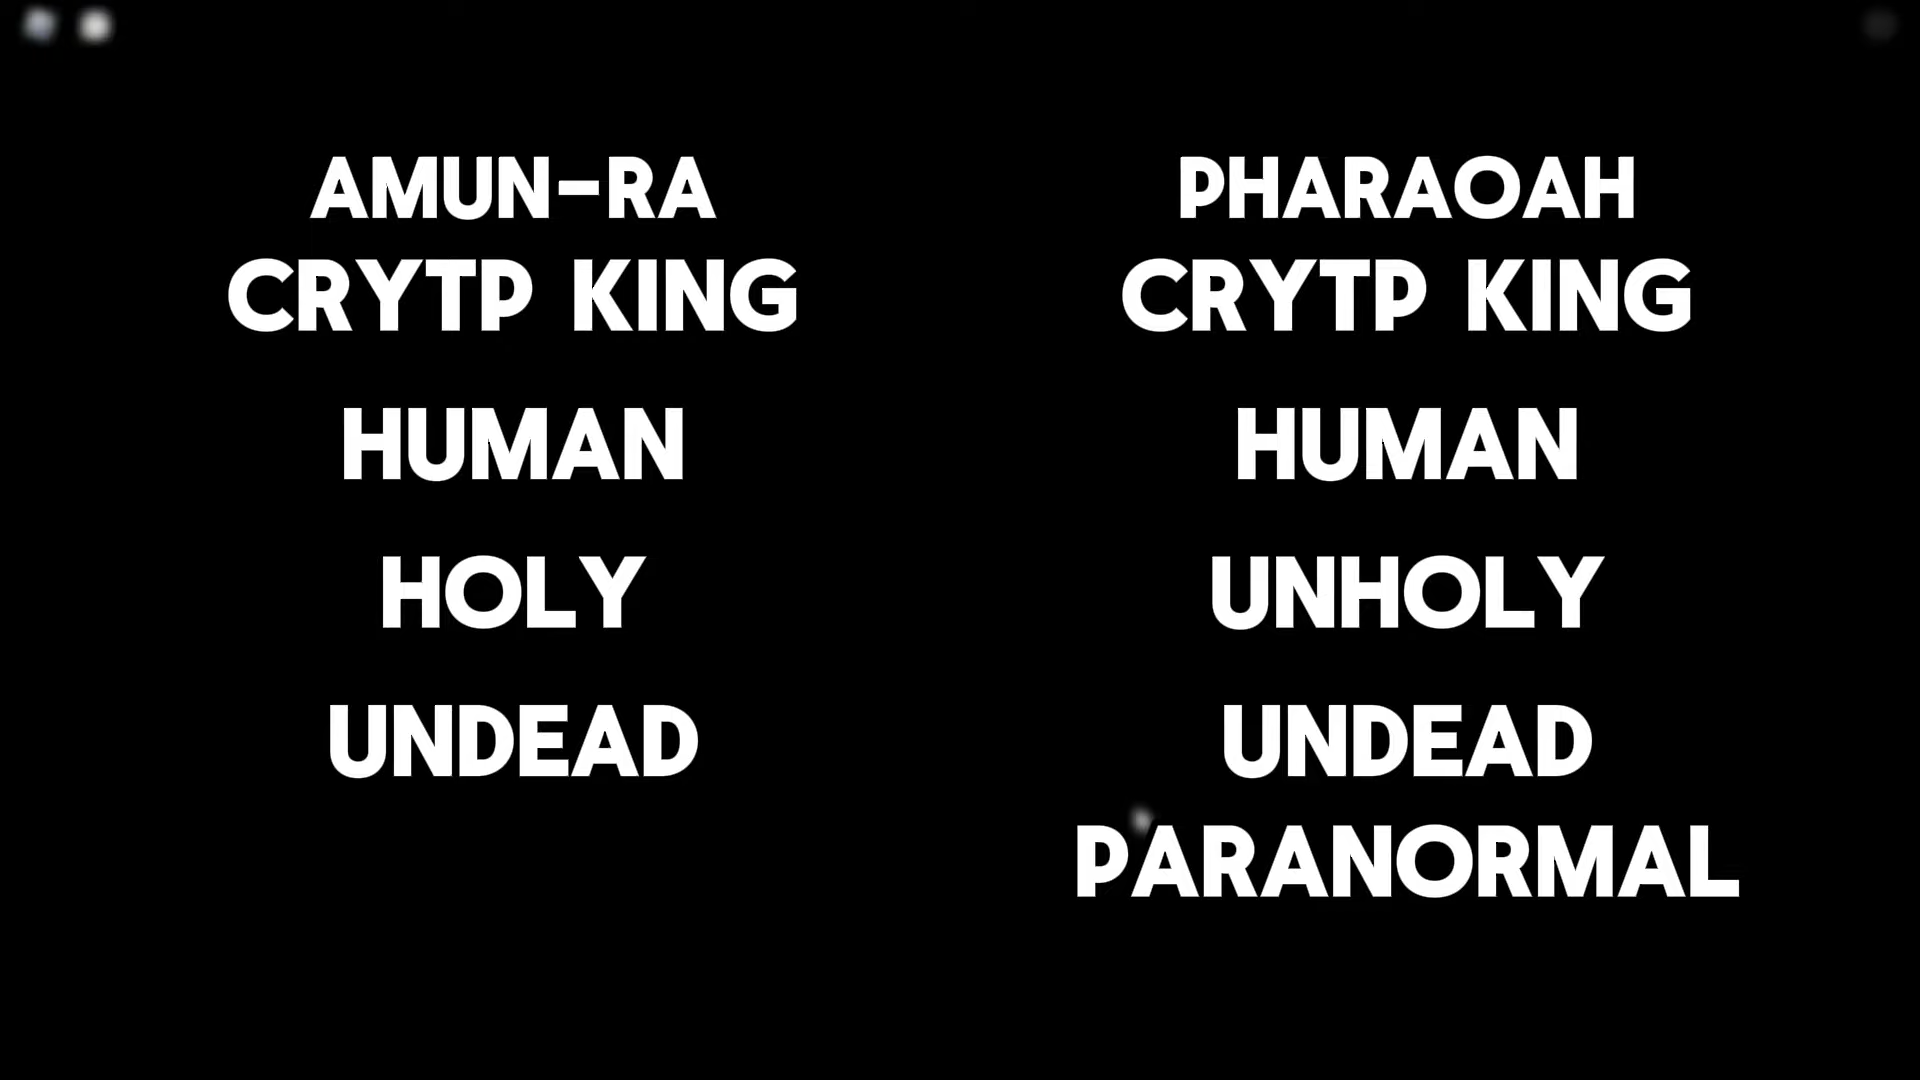 AMUN-RA
CRYTP KING
HUMAN
HOLY
UNDEAD
PHARAOAH
CRYTP KING
HUMAN
UNHOLY
UNDEAD
PARANORMAL